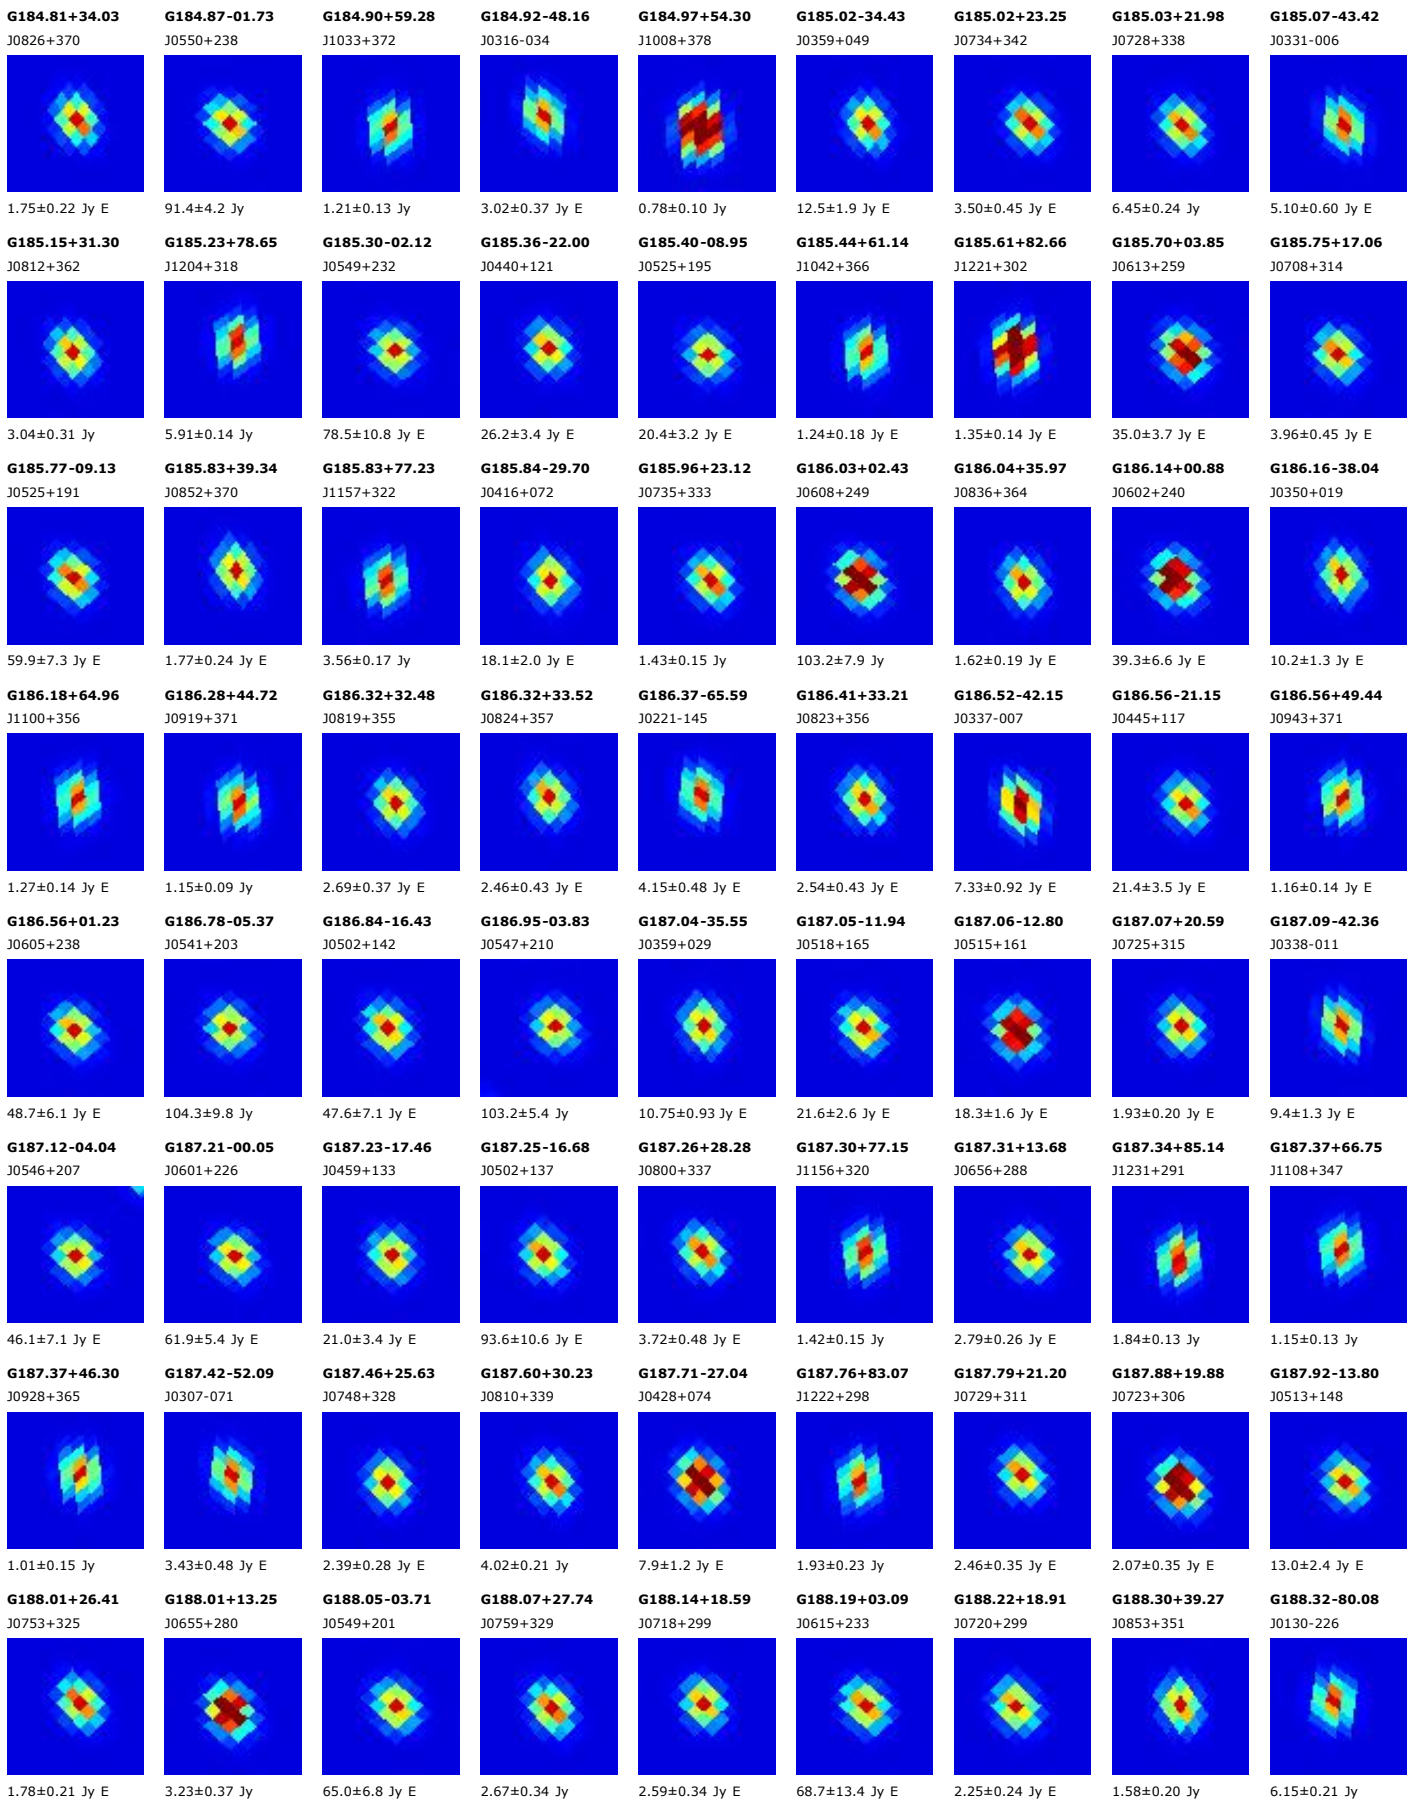 G184.81+34.03 G184.87-01.73 G184.90+59.28 G184.92-48.16 G184.97+54.30 G185.02-34.43 G185.02+23.25 G185.03+21.98 G185.07-43.42
J0826+370 J0550+238 J1033+372 J0316-034 J1008+378 J0359+049 J0734+342 J0728+338 J0331-006
1.75±0.22 Jy E 91.4±4.2 Jy 1.21±0.13 Jy 3.02±0.37 Jy E 0.78±0.10 Jy 12.5±1.9 Jy E 3.50±0.45 Jy E 6.45±0.24 Jy 5.10±0.60 Jy E
G185.15+31.30 G185.23+78.65 G185.30-02.12 G185.36-22.00 G185.40-08.95 G185.44+61.14 G185.61+82.66 G185.70+03.85 G185.75+17.06
J0812+362 J1204+318 J0549+232 J0440+121 J0525+195 J1042+366 J1221+302 J0613+259 J0708+314
3.04±0.31 Jy 5.91±0.14 Jy 78.5±10.8 Jy E 26.2±3.4 Jy E 20.4±3.2 Jy E 1.24±0.18 Jy E 1.35±0.14 Jy E 35.0±3.7 Jy E 3.96±0.45 Jy E
G185.77-09.13 G185.83+39.34 G185.83+77.23 G185.84-29.70 G185.96+23.12 G186.03+02.43 G186.04+35.97 G186.14+00.88 G186.16-38.04
J0525+191 J0852+370 J1157+322 J0416+072 J0735+333 J0608+249 J0836+364 J0602+240 J0350+019
59.9±7.3 Jy E 1.77±0.24 Jy E 3.56±0.17 Jy 18.1±2.0 Jy E 1.43±0.15 Jy 103.2±7.9 Jy 1.62±0.19 Jy E 39.3±6.6 Jy E 10.2±1.3 Jy E
G186.18+64.96 G186.28+44.72 G186.32+32.48 G186.32+33.52 G186.37-65.59 G186.41+33.21 G186.52-42.15 G186.56-21.15 G186.56+49.44
J1100+356 J0919+371 J0819+355 J0824+357 J0221-145 J0823+356 J0337-007 J0445+117 J0943+371
1.27±0.14 Jy E 1.15±0.09 Jy 2.69±0.37 Jy E 2.46±0.43 Jy E 4.15±0.48 Jy E 2.54±0.43 Jy E 7.33±0.92 Jy E 21.4±3.5 Jy E 1.16±0.14 Jy E
G186.56+01.23 G186.78-05.37 G186.84-16.43 G186.95-03.83 G187.04-35.55 G187.05-11.94 G187.06-12.80 G187.07+20.59 G187.09-42.36
J0605+238 J0541+203 J0502+142 J0547+210 J0359+029 J0518+165 J0515+161 J0725+315 J0338-011
48.7±6.1 Jy E 104.3±9.8 Jy 47.6±7.1 Jy E 103.2±5.4 Jy 10.75±0.93 Jy E 21.6±2.6 Jy E 18.3±1.6 Jy E 1.93±0.20 Jy E 9.4±1.3 Jy E
G187.12-04.04 G187.21-00.05 G187.23-17.46 G187.25-16.68 G187.26+28.28 G187.30+77.15 G187.31+13.68 G187.34+85.14 G187.37+66.75
J0546+207 J0601+226 J0459+133 J0502+137 J0800+337 J1156+320 J0656+288 J1231+291 J1108+347
46.1±7.1 Jy E 61.9±5.4 Jy E 21.0±3.4 Jy E 93.6±10.6 Jy E 3.72±0.48 Jy E 1.42±0.15 Jy 2.79±0.26 Jy E 1.84±0.13 Jy 1.15±0.13 Jy
G187.37+46.30 G187.42-52.09 G187.46+25.63 G187.60+30.23 G187.71-27.04 G187.76+83.07 G187.79+21.20 G187.88+19.88 G187.92-13.80
J0928+365 J0307-071 J0748+328 J0810+339 J0428+074 J1222+298 J0729+311 J0723+306 J0513+148
1.01±0.15 Jy 3.43±0.48 Jy E 2.39±0.28 Jy E 4.02±0.21 Jy 7.9±1.2 Jy E 1.93±0.23 Jy 2.46±0.35 Jy E 2.07±0.35 Jy E 13.0±2.4 Jy E
G188.01+26.41 G188.01+13.25 G188.05-03.71 G188.07+27.74 G188.14+18.59 G188.19+03.09 G188.22+18.91 G188.30+39.27 G188.32-80.08
J0753+325 J0655+280 J0549+201 J0759+329 J0718+299 J0615+233 J0720+299 J0853+351 J0130-226
1.78±0.21 Jy E 3.23±0.37 Jy 65.0±6.8 Jy E 2.67±0.34 Jy 2.59±0.34 Jy E 68.7±13.4 Jy E 2.25±0.24 Jy E 1.58±0.20 Jy 6.15±0.21 Jy